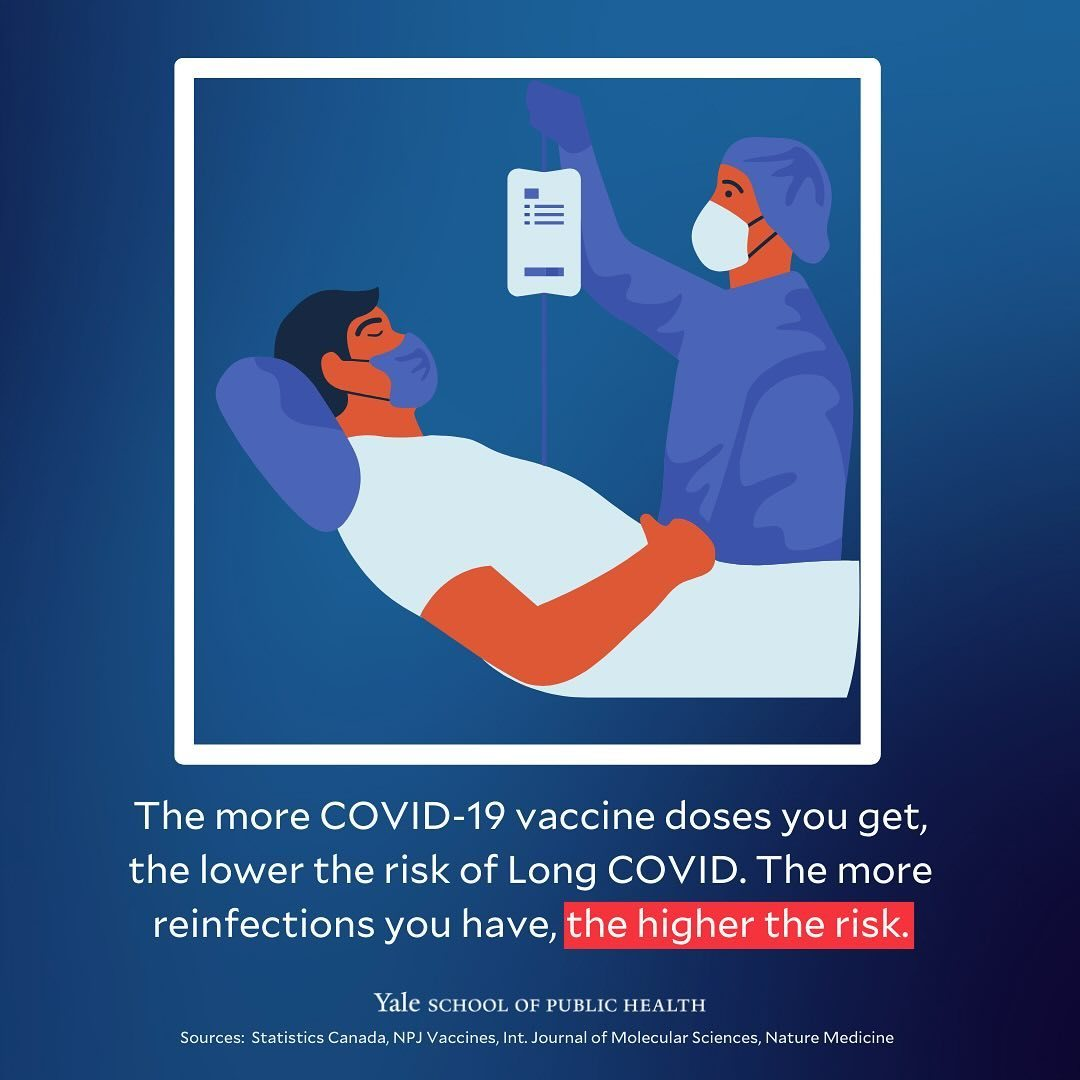 The more COVID-19 vaccine doses you get,
the lower the risk of Long COVID. The more
reinfections you have, the higher the risk.
Yale SCHOOL OF PUBLIC HEALTH
Sources: Statistics Canada, NPJ Vaccines, Int. Journal of Molecular Sciences, Nature Medicine